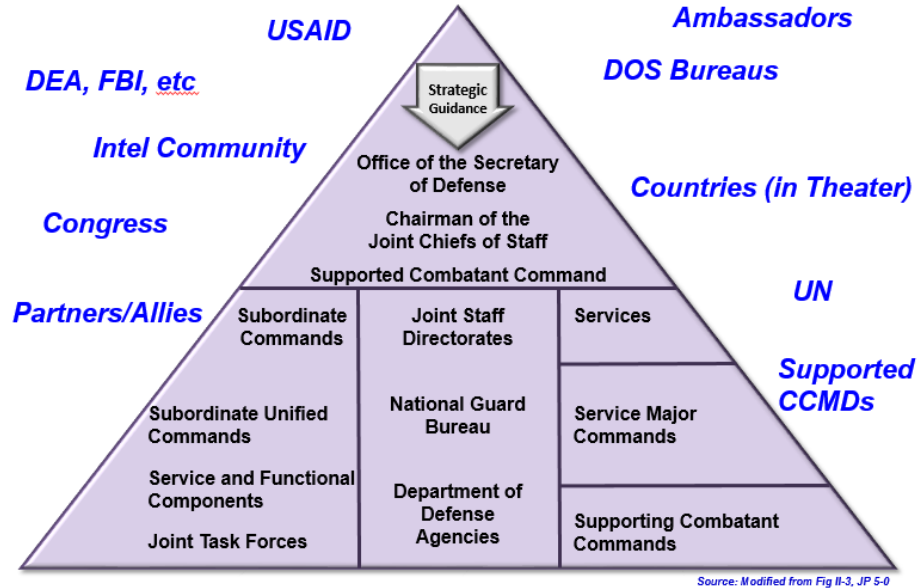 USAID
Ambassadors
DEA, FBI, etc
DOS Bureaus
Intel Community
Countries (in Theater)
Congress
UN
Partners/Allies
Supported
CCMDs
Strategic
Guidance
Office of the Secretary
of Defense
Chairman of the
Joint Chiefs of Staff
Supported Combatant Command
Subordinate
Commands
Subordinate Unified
Commands
Service and Functional
Components
Joint Task Forces
Joint Staff
Directorates
National Guard
Bureau
Department of
Defense
Agencies
Services
Service Major
Commands
Supporting Combatant
Commands
Source: Modified from Fig II-3, JP 5-0